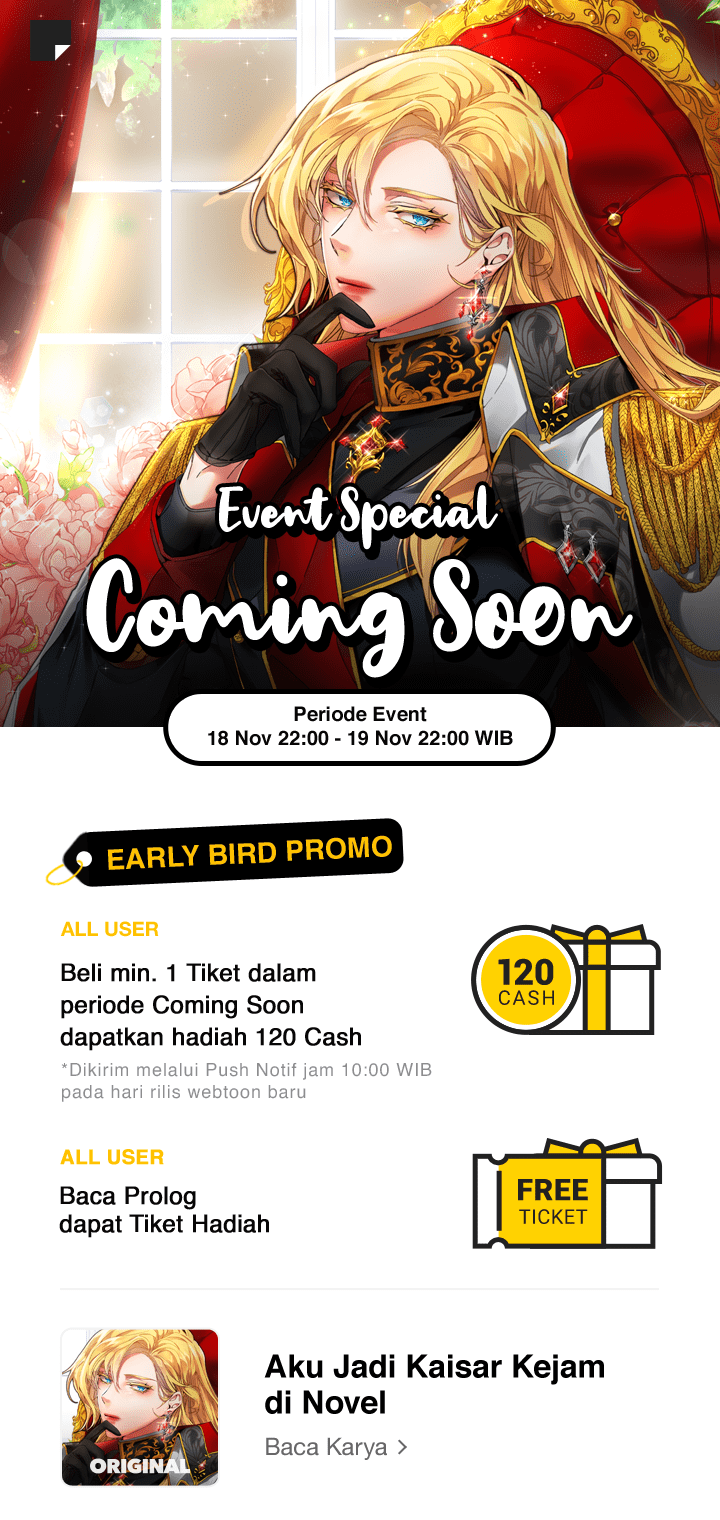 Event Special
Coming Soon
Periode Event
18 Nov 22:00 - 19 Nov 22:00 WIB
EARLY BIRD PROMO
ALL USER
Beli min. 1 Tiket dalam
periode Coming Soon
dapatkan hadiah 120 Cash
*Dikirim melalui Push Notif jam 10:00 WIB
pada hari rilis webtoon baru
120
CASH
ALL USER
Baca Prolog
dapat Tiket Hadiah
FREE
TICKET
ORIGINAL
Aku Jadi Kaisar Kejam
di Novel
Baca Karya >